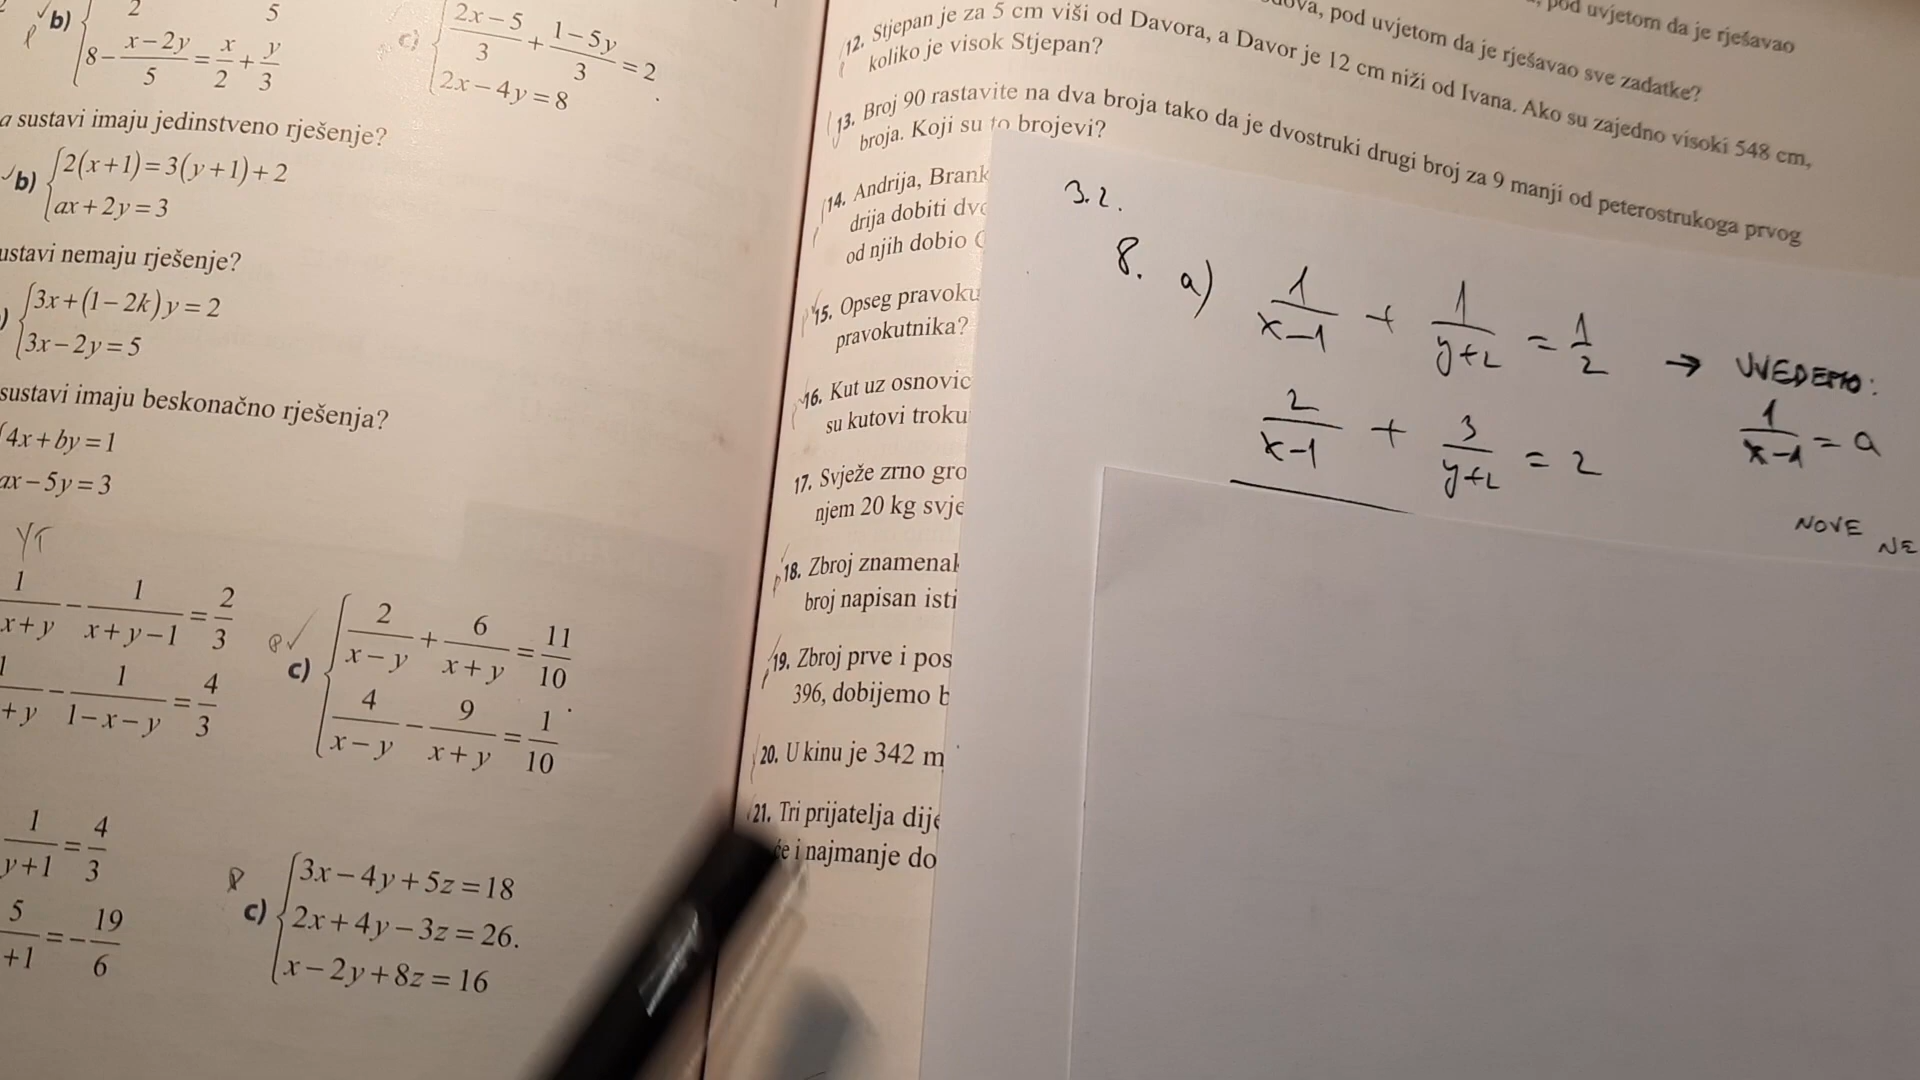 b)
2
5
8 − (x−2y)/5 = x/2 + y/3
c)
(2x−5)/3 + (1−5y)/3 = 2
2x − 4y = 8.
a sustavi imaju jedinstveno rješenje?
b)
2(x+1) = 3(y+1) + 2
ax + 2y = 3
ustavi nemaju rješenje?
)
3x + (1−2k)y = 2
3x − 2y = 5
sustavi imaju beskonačno rješenja?
4x + by = 1
ax − 5y = 3
YT
1/(x+y) − 1/(x+y−1) = 2/3
1/+y − 1/(1−x−y) = 4/3
c)
2/(x−y) + 6/(x+y) = 11/10
4/(x−y) − 9/(x+y) = 1/10.
1/(y+1) = 4/3
5/+1 = −19/6
c)
3x − 4y + 5z = 18
2x + 4y − 3z = 26.
x − 2y + 8z = 16
pod uvjetom da je rješavao
pod uvjetom da je rješavao sve zadatke?
12. Stjepan je za 5 cm viši od Davora, a Davor je 12 cm niži od Ivana. Ako su zajedno visoki 548 cm,
koliko je visok Stjepan?
13. Broj 90 rastavite na dva broja tako da je dvostruki drugi broj za 9 manji od peterostrukoga prvog
broja. Koji su to brojevi?
14. Andrija, Brank
drija dobiti dvo
od njih dobio
15. Opseg pravoku
pravokutnika?
16. Kut uz osnovic
su kutovi troku
17. Svježe zrno gro
njem 20 kg svje
18. Zbroj znamenal
broj napisan isti
19. Zbroj prve i pos
396, dobijemo b
20. U kinu je 342 m
21. Tri prijatelja dije
će i najmanje do
3.2.
8. a) 1/(x−1) + 1/(y+2) = 1/2 → UVEDEMO:
2/(x−1) + 3/(y+2) = 2
1/(x−1) = a
NOVE NE